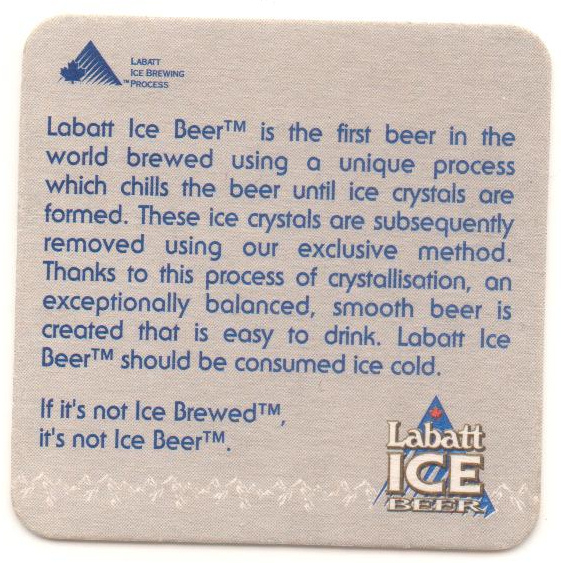 LABATT
ICE BREWING
™PROCESS
Labatt Ice Beer™ is the first beer in the
world brewed using a unique process
which chills the beer until ice crystals are
formed. These ice crystals are subsequently
removed using our exclusive method.
Thanks to this process of crystallisation, an
exceptionally balanced, smooth beer is
created that is easy to drink. Labatt Ice
Beer™ should be consumed ice cold.
If it's not Ice Brewed™,
it's not Ice Beer™.
Labatt
ICE
BEER